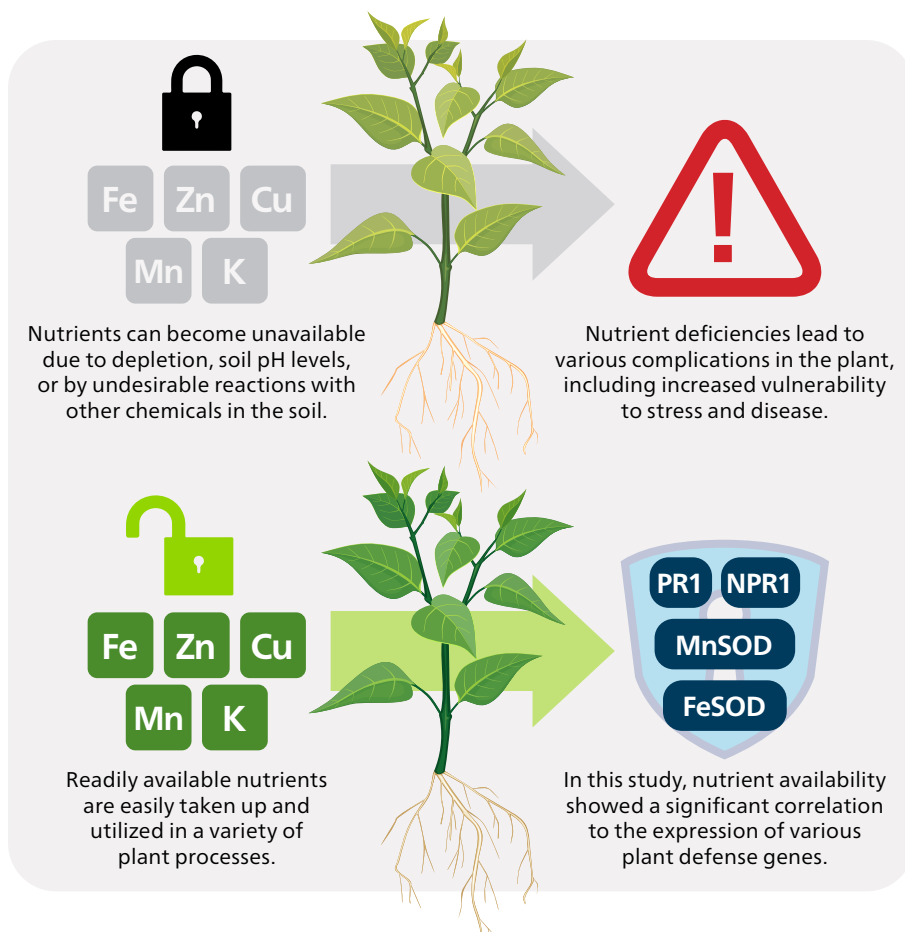 Fe Zn Cu
Mn K
Nutrients can become unavailable
due to depletion, soil pH levels,
or by undesirable reactions with
other chemicals in the soil.
!
Nutrient deficiencies lead to
various complications in the plant,
including increased vulnerability
to stress and disease.
Fe Zn Cu
Mn K
Readily available nutrients
are easily taken up and
utilized in a variety of
plant processes.
PR1 NPR1
MnSOD
FeSOD
In this study, nutrient availability
showed a significant correlation
to the expression of various
plant defense genes.